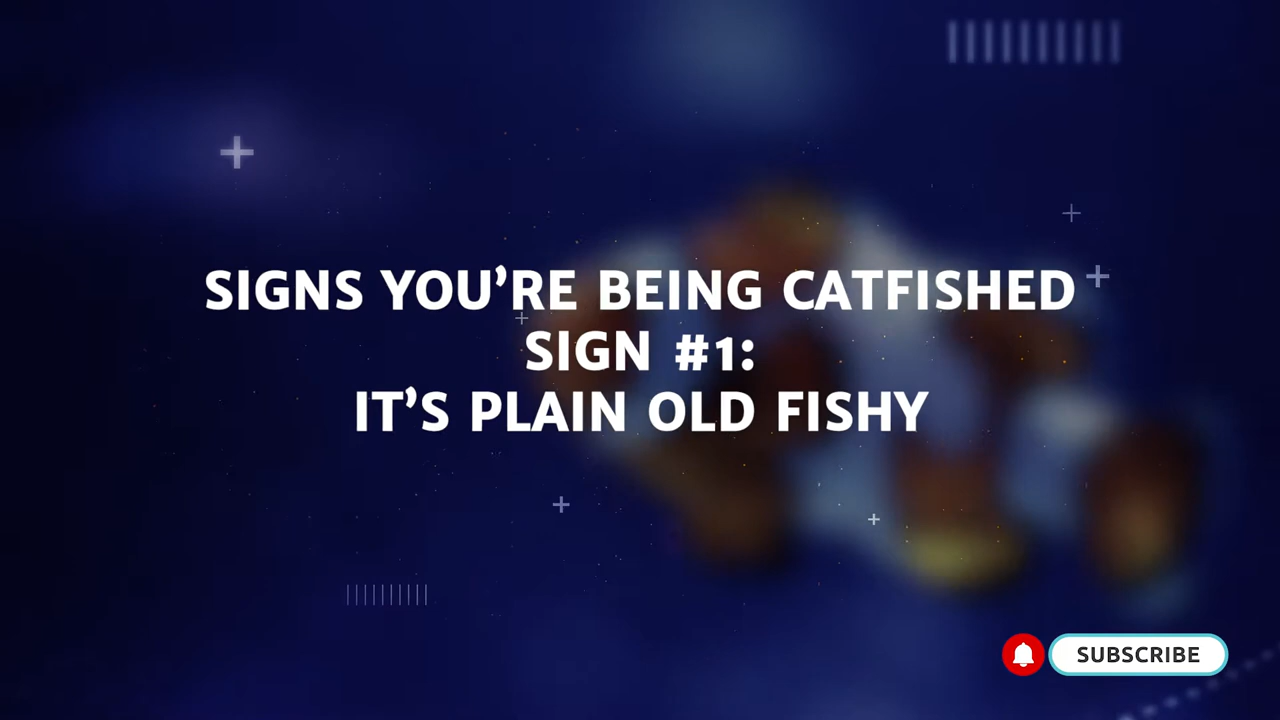 SIGNS YOU'RE BEING CATFISHED
SIGN #1:
IT'S PLAIN OLD FISHY
SUBSCRIBE